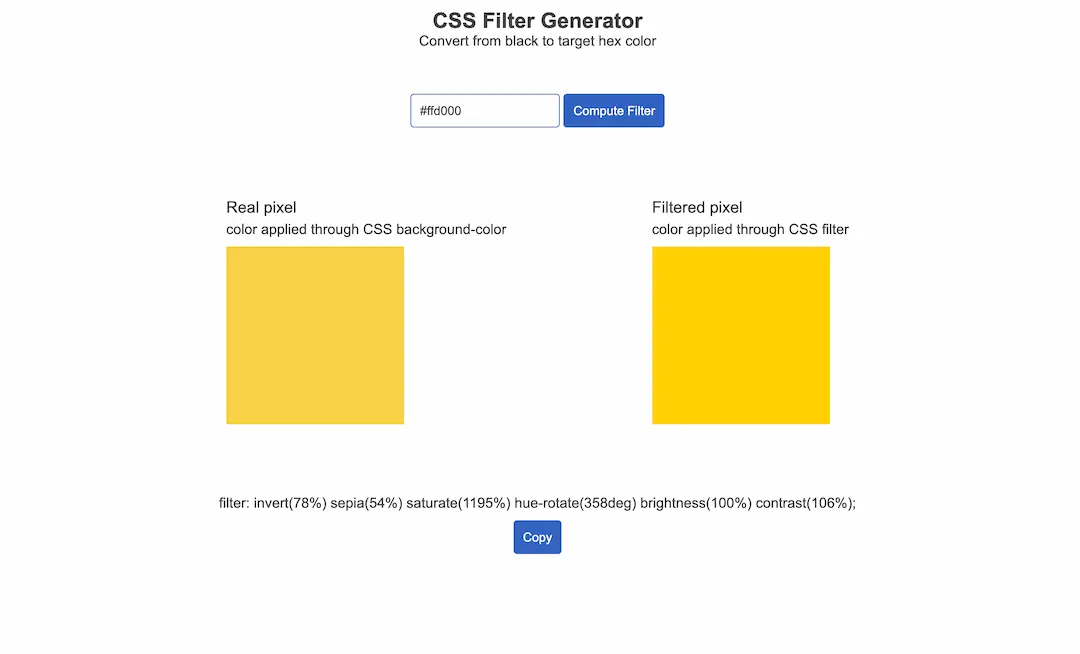 CSS Filter Generator
Convert from black to target hex color
#ffd000
Compute Filter
Real pixel
color applied through CSS background-color
Filtered pixel
color applied through CSS filter
filter: invert(78%) sepia(54%) saturate(1195%) hue-rotate(358deg) brightness(100%) contrast(106%);
Copy